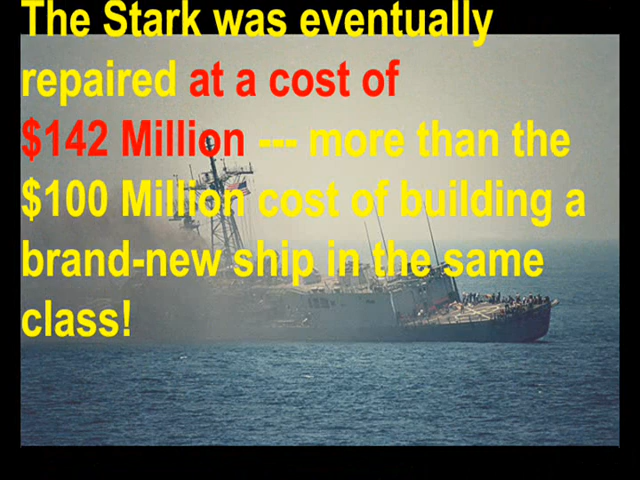 The Stark was eventually
repaired at a cost of
$142 Million --- more than the
$100 Million cost of building a
brand-new ship in the same
class!